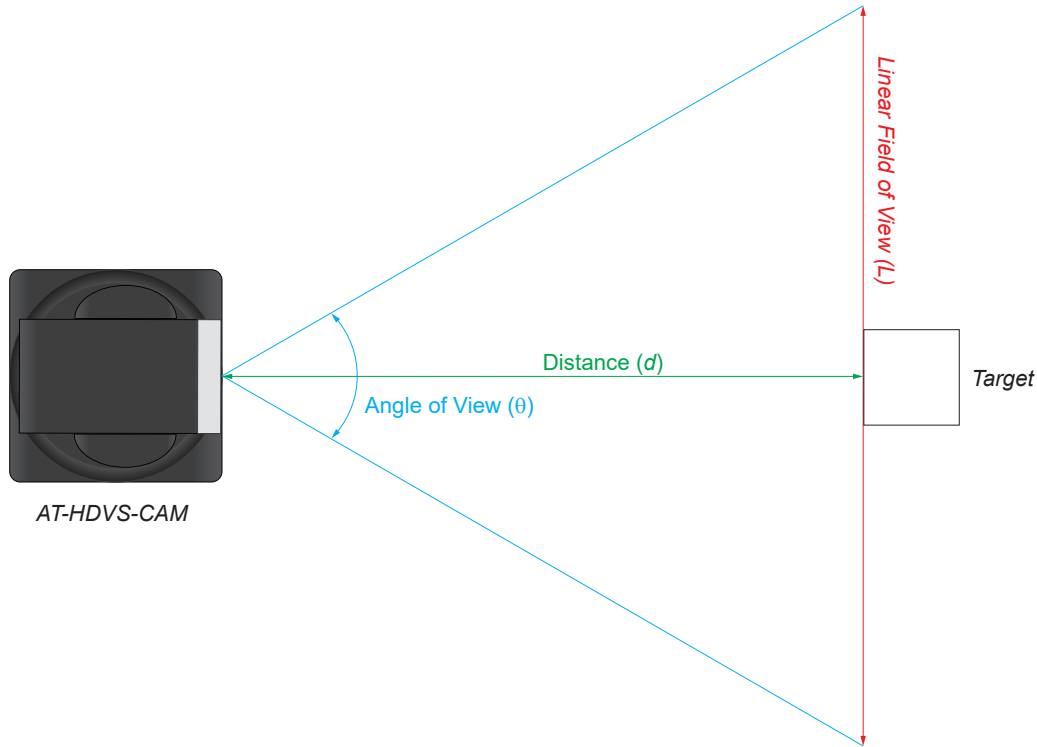 Linear Field of View (L)
Distance (d)
Target
Angle of View (θ)
AT-HDVS-CAM